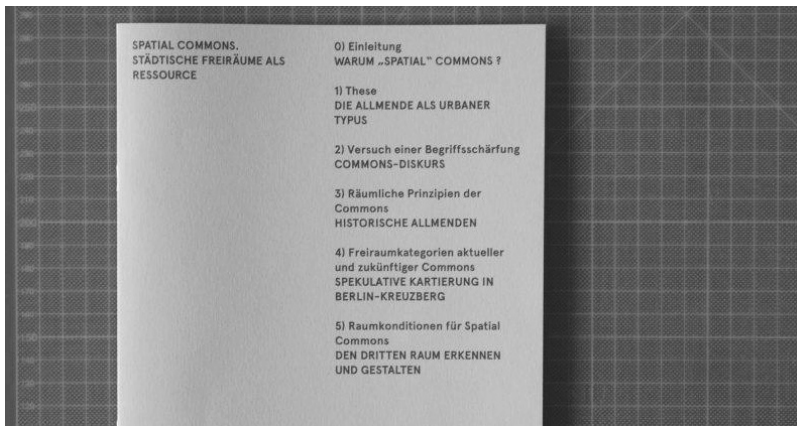 SPATIAL COMMONS.
STÄDTISCHE FREIRÄUME ALS
RESSOURCE
0) Einleitung
WARUM „SPATIAL“ COMMONS ?
1) These
DIE ALLMENDE ALS URBANER
TYPUS
2) Versuch einer Begriffsschärfung
COMMONS-DISKURS
3) Räumliche Prinzipien der
Commons
HISTORISCHE ALLMENDEN
4) Freiraumkategorien aktueller
und zukünftiger Commons
SPEKULATIVE KARTIERUNG IN
BERLIN-KREUZBERG
5) Raumkonditionen für Spatial
Commons
DEN DRITTEN RAUM ERKENNEN
UND GESTALTEN